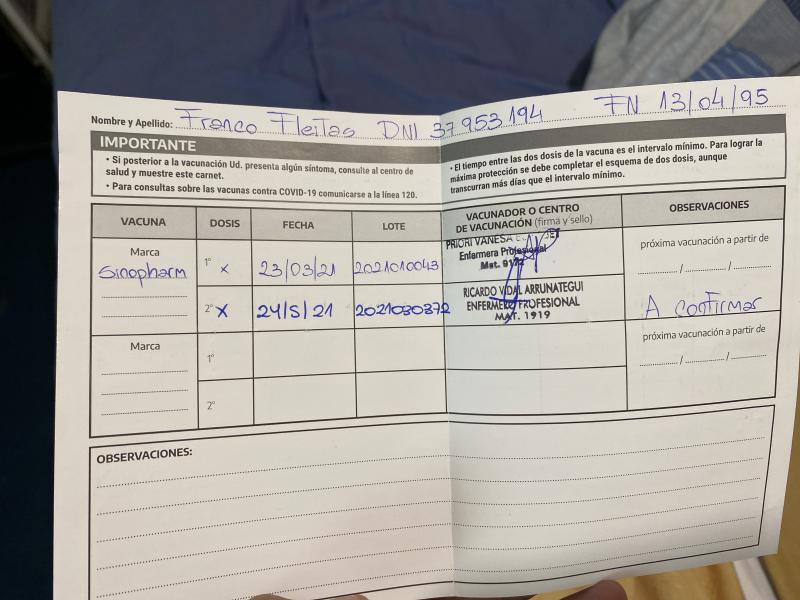 Nombre y Apellido: Franco Fleitas DNI 37953194 FN 13/04/95
IMPORTANTE
• Si posterior a la vacunación Ud. presenta algún síntoma, consulte al centro de
salud y muestre este carnet.
• Para consultas sobre las vacunas contra COVID-19 comunicarse a la línea 120.
• El tiempo entre las dos dosis de la vacuna es el intervalo mínimo. Para lograr la
máxima protección se debe completar el esquema de dos dosis, aunque
transcurran más días que el intervalo mínimo.
VACUNA DOSIS FECHA LOTE VACUNADOR O CENTRO
DE VACUNACIÓN (firma y sello) OBSERVACIONES
Marca
Sinopharm
1° x 23/03/21 2021010043
PRIORI VANESA
Enfermera Profesional
Mat.
próxima vacunación a partir de
/ /
2° X 24/5/21 2021030372
RICARDO VIDAL ARRUNATEGUI
ENFERMERO PROFESIONAL
MAT. 1919
A confirmar
Marca
1°
2°
próxima vacunación a partir de
/ /
OBSERVACIONES: